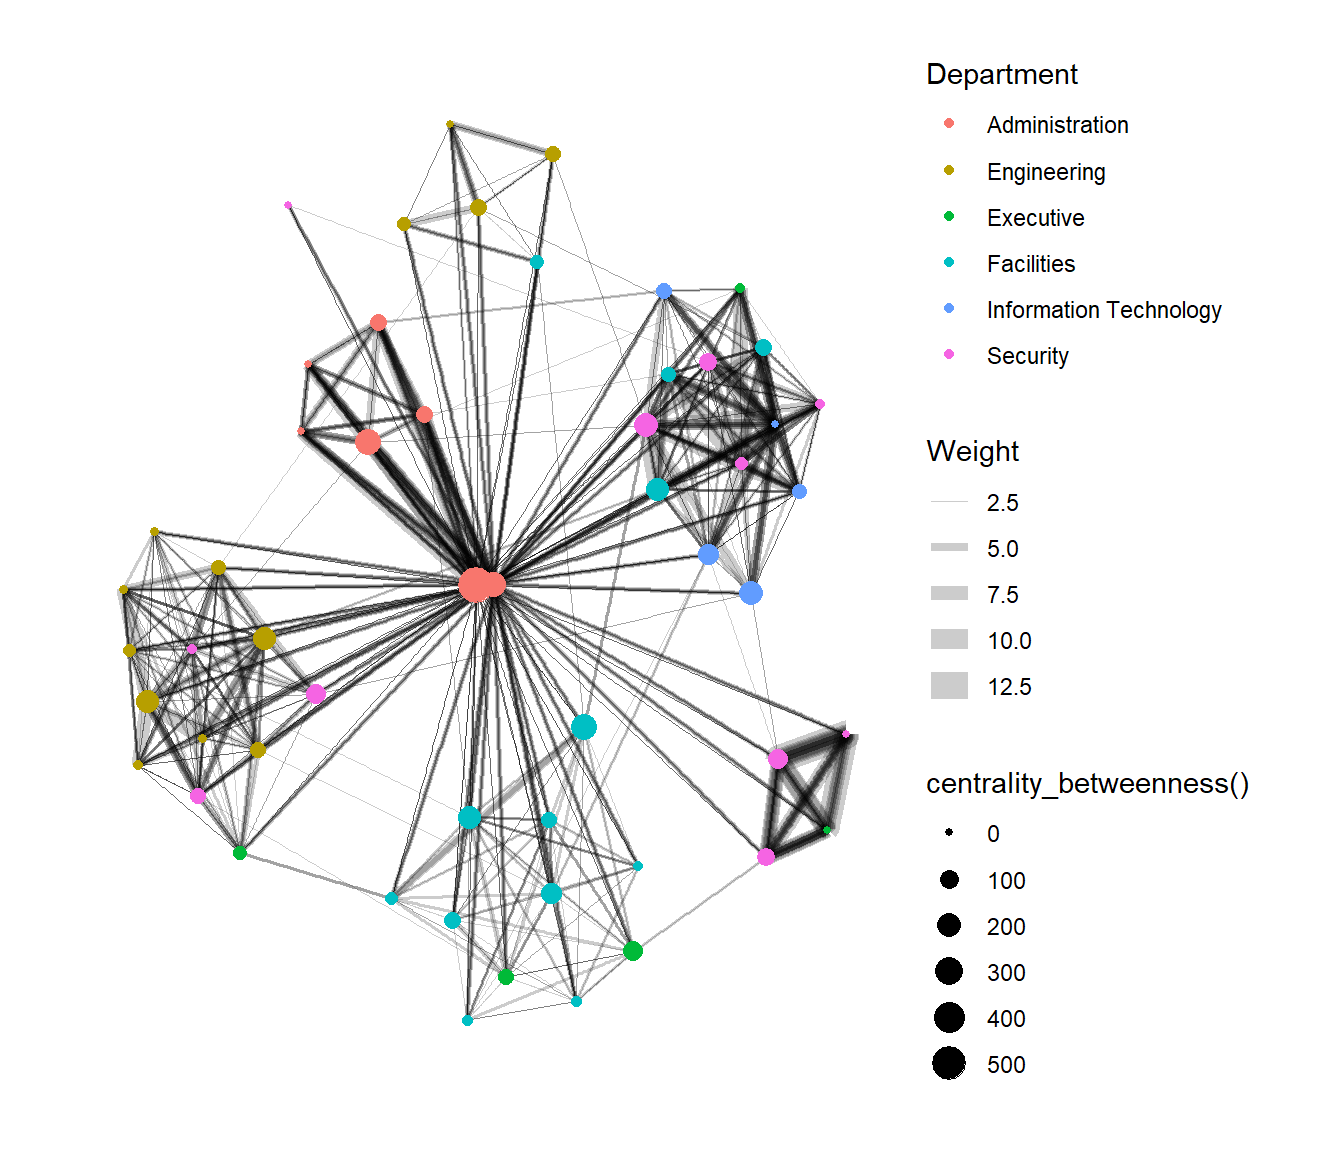 Department
Administration
Engineering
Executive
Facilities
Information Technology
Security
Weight
2.5
5.0
7.5
10.0
12.5
centrality_betweenness()
0
100
200
300
400
500